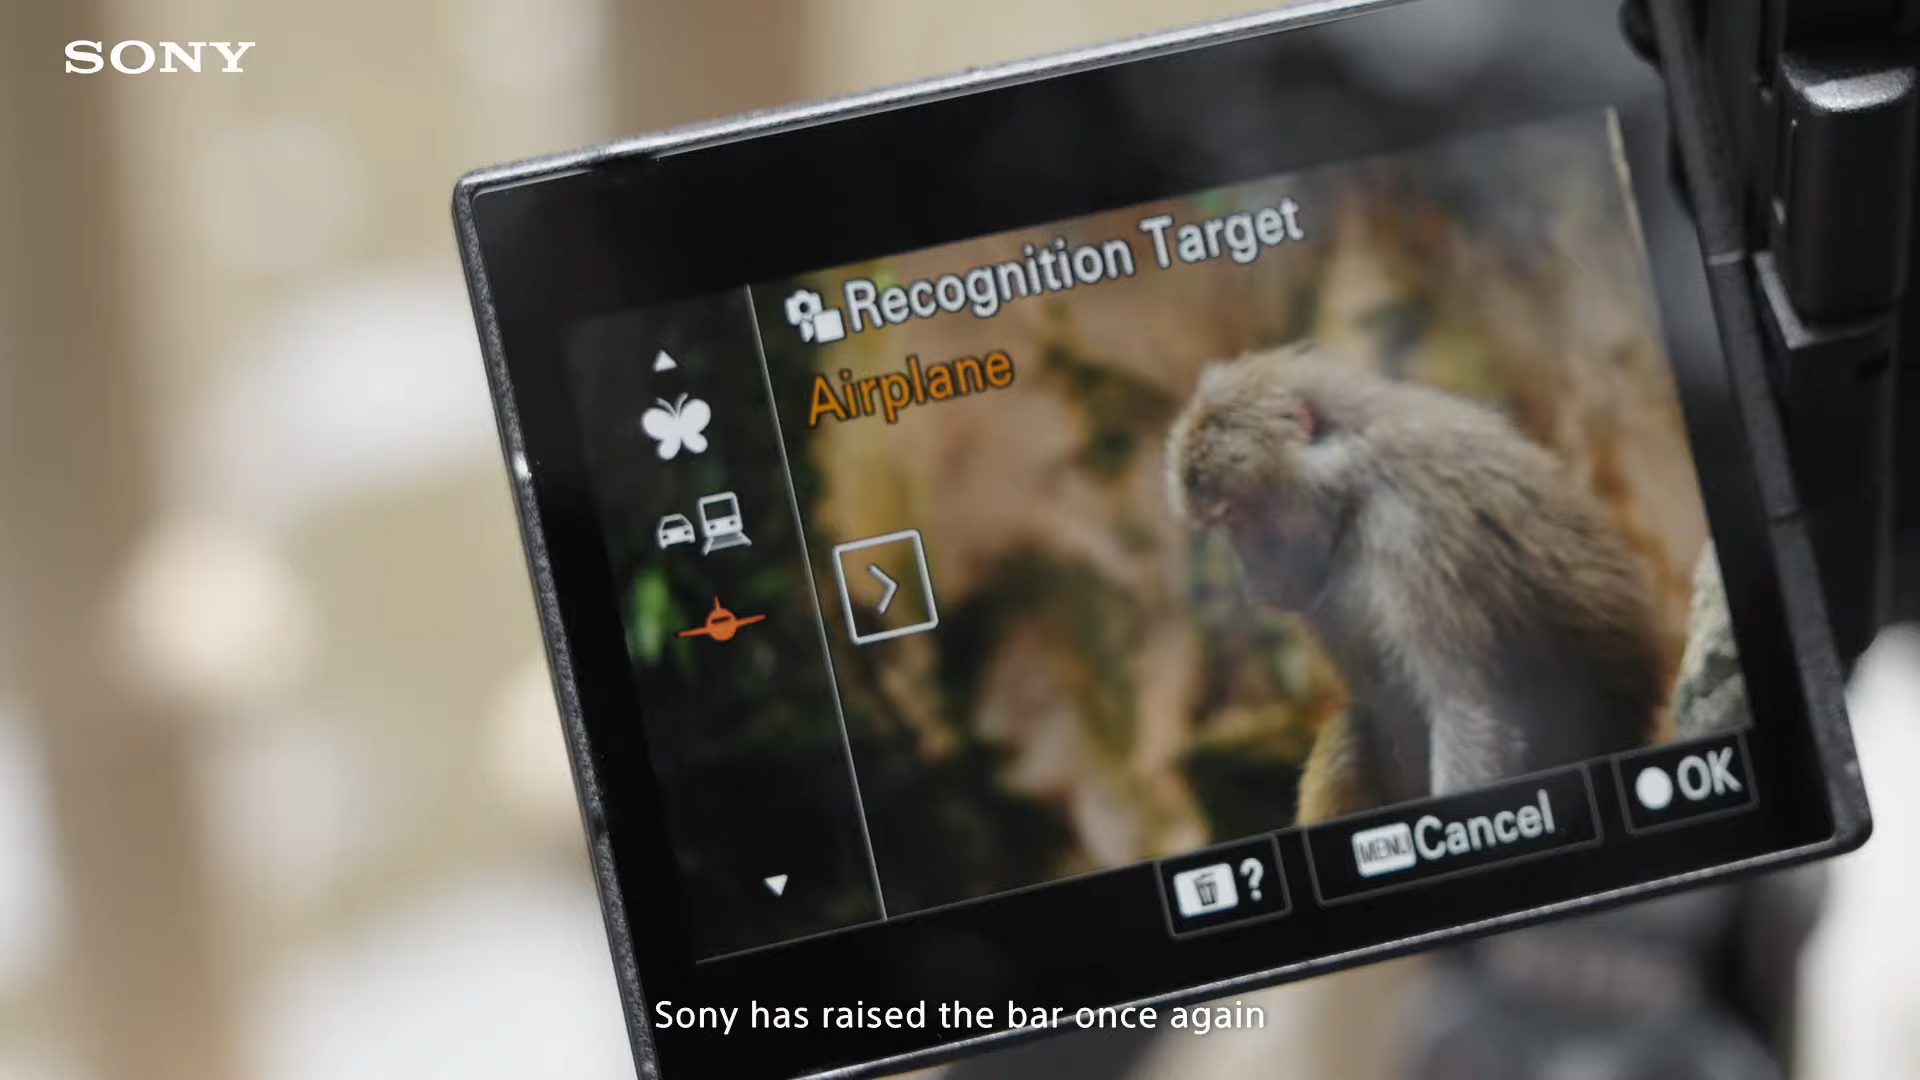 SONY
Recognition Target
Airplane
?
MENU Cancel
OK
Sony has raised the bar once again